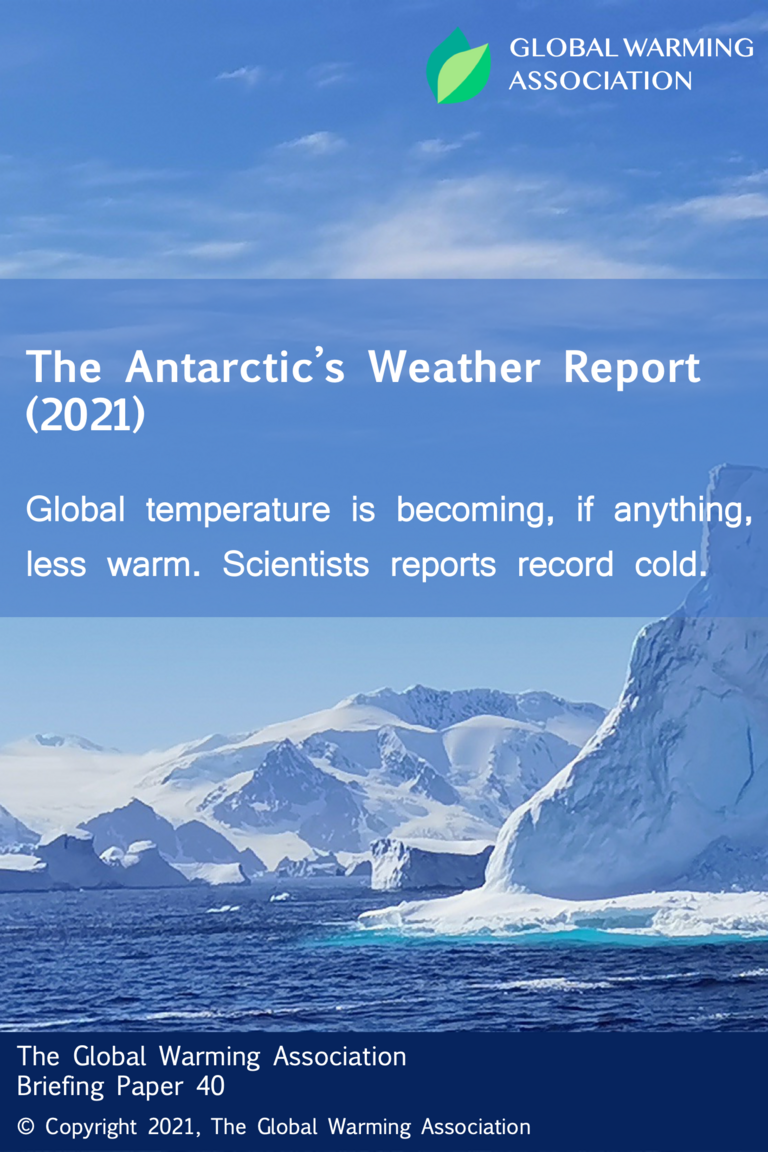 GLOBAL WARMING
ASSOCIATION
The Antarctic’s Weather Report
(2021)
Global temperature is becoming, if anything,
less warm. Scientists reports record cold.
The Global Warming Association
Briefing Paper 40
© Copyright 2021, The Global Warming Association